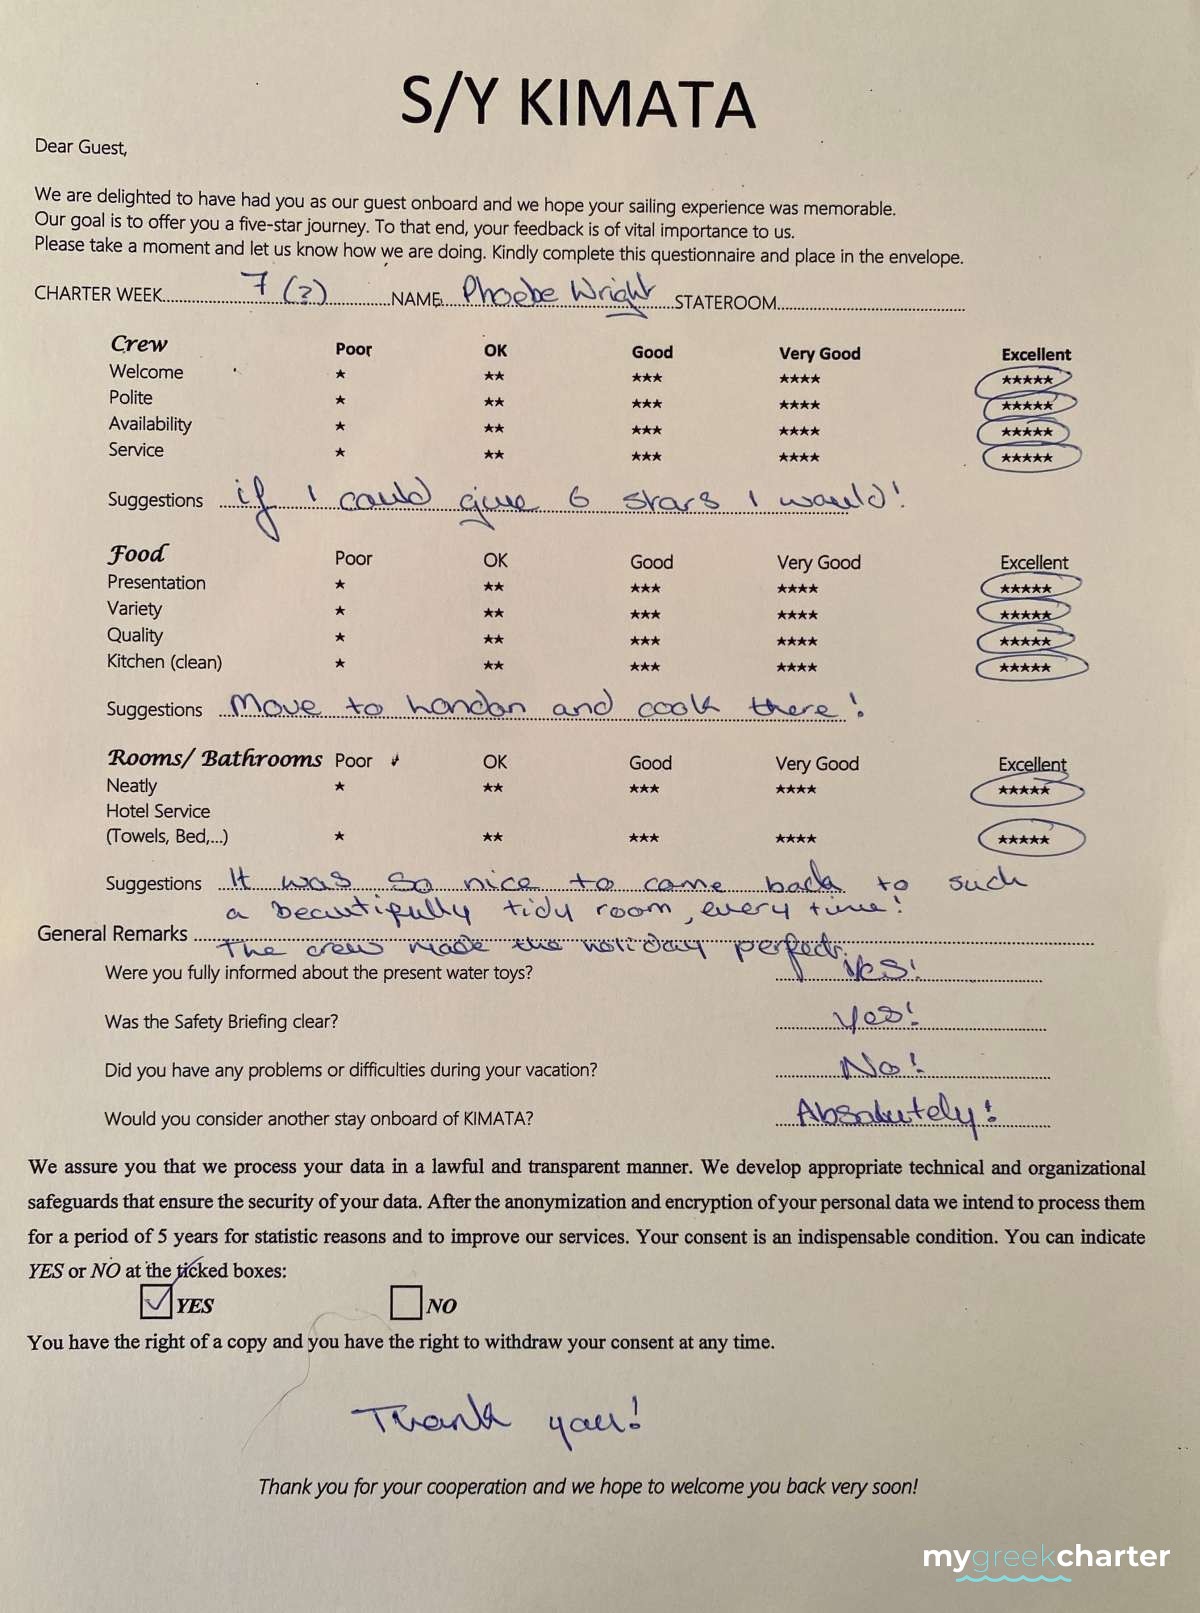 S/Y KIMATA
Dear Guest,
We are delighted to have had you as our guest onboard and we hope your sailing experience was memorable.
Our goal is to offer you a five-star journey. To that end, your feedback is of vital importance to us.
Please take a moment and let us know how we are doing. Kindly complete this questionnaire and place in the envelope.
CHARTER WEEK 7 (?) NAME Phoebe Wright STATEROOM
Crew Poor OK Good Very Good Excellent
Welcome ★ ★★ ★★★ ★★★★ ★★★★★
Polite ★ ★★ ★★★ ★★★★ ★★★★★
Availability ★ ★★ ★★★ ★★★★ ★★★★★
Service ★ ★★ ★★★ ★★★★ ★★★★★
Suggestions if I could give 6 stars I would!
Food Poor OK Good Very Good Excellent
Presentation ★ ★★ ★★★ ★★★★ ★★★★★
Variety ★ ★★ ★★★ ★★★★ ★★★★★
Quality ★ ★★ ★★★ ★★★★ ★★★★★
Kitchen (clean) ★ ★★ ★★★ ★★★★ ★★★★★
Suggestions Move to London and cook there!
Rooms/ Bathrooms Poor OK Good Very Good Excellent
Neatly ★ ★★ ★★★ ★★★★ ★★★★★
Hotel Service
(Towels, Bed,...) ★ ★★ ★★★ ★★★★ ★★★★★
Suggestions It was so nice to come back to such
a beautifully tidy room, every time!
General Remarks The crew made the holiday perfect.
Were you fully informed about the present water toys? Yes!
Was the Safety Briefing clear? Yes!
Did you have any problems or difficulties during your vacation? No!
Would you consider another stay onboard of KIMATA? Absolutely!
We assure you that we process your data in a lawful and transparent manner. We develop appropriate technical and organizational
safeguards that ensure the security of your data. After the anonymization and encryption of your personal data we intend to process them
for a period of 5 years for statistic reasons and to improve our services. Your consent is an indispensable condition. You can indicate
YES or NO at the ticked boxes:
YES NO
You have the right of a copy and you have the right to withdraw your consent at any time.
Thank you!
Thank you for your cooperation and we hope to welcome you back very soon!
mygreekcharter